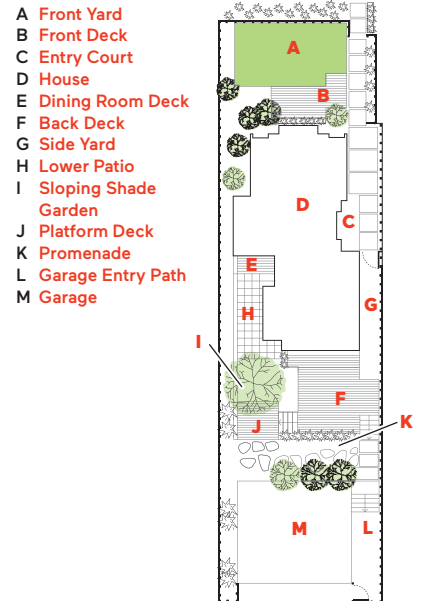 A Front Yard
B Front Deck
C Entry Court
D House
E Dining Room Deck
F Back Deck
G Side Yard
H Lower Patio
I Sloping Shade
Garden
J Platform Deck
K Promenade
L Garage Entry Path
M Garage
A
B
D
C
E
G
H
I
F
K
J
M
L